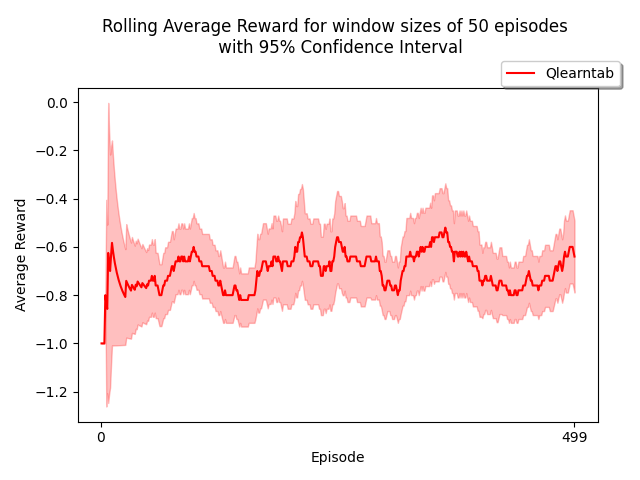 Rolling Average Reward for window sizes of 50 episodes
with 95% Confidence Interval
Qlearntab
0.0
−0.2
−0.4
−0.6
−0.8
−1.0
−1.2
Average Reward
0
499
Episode